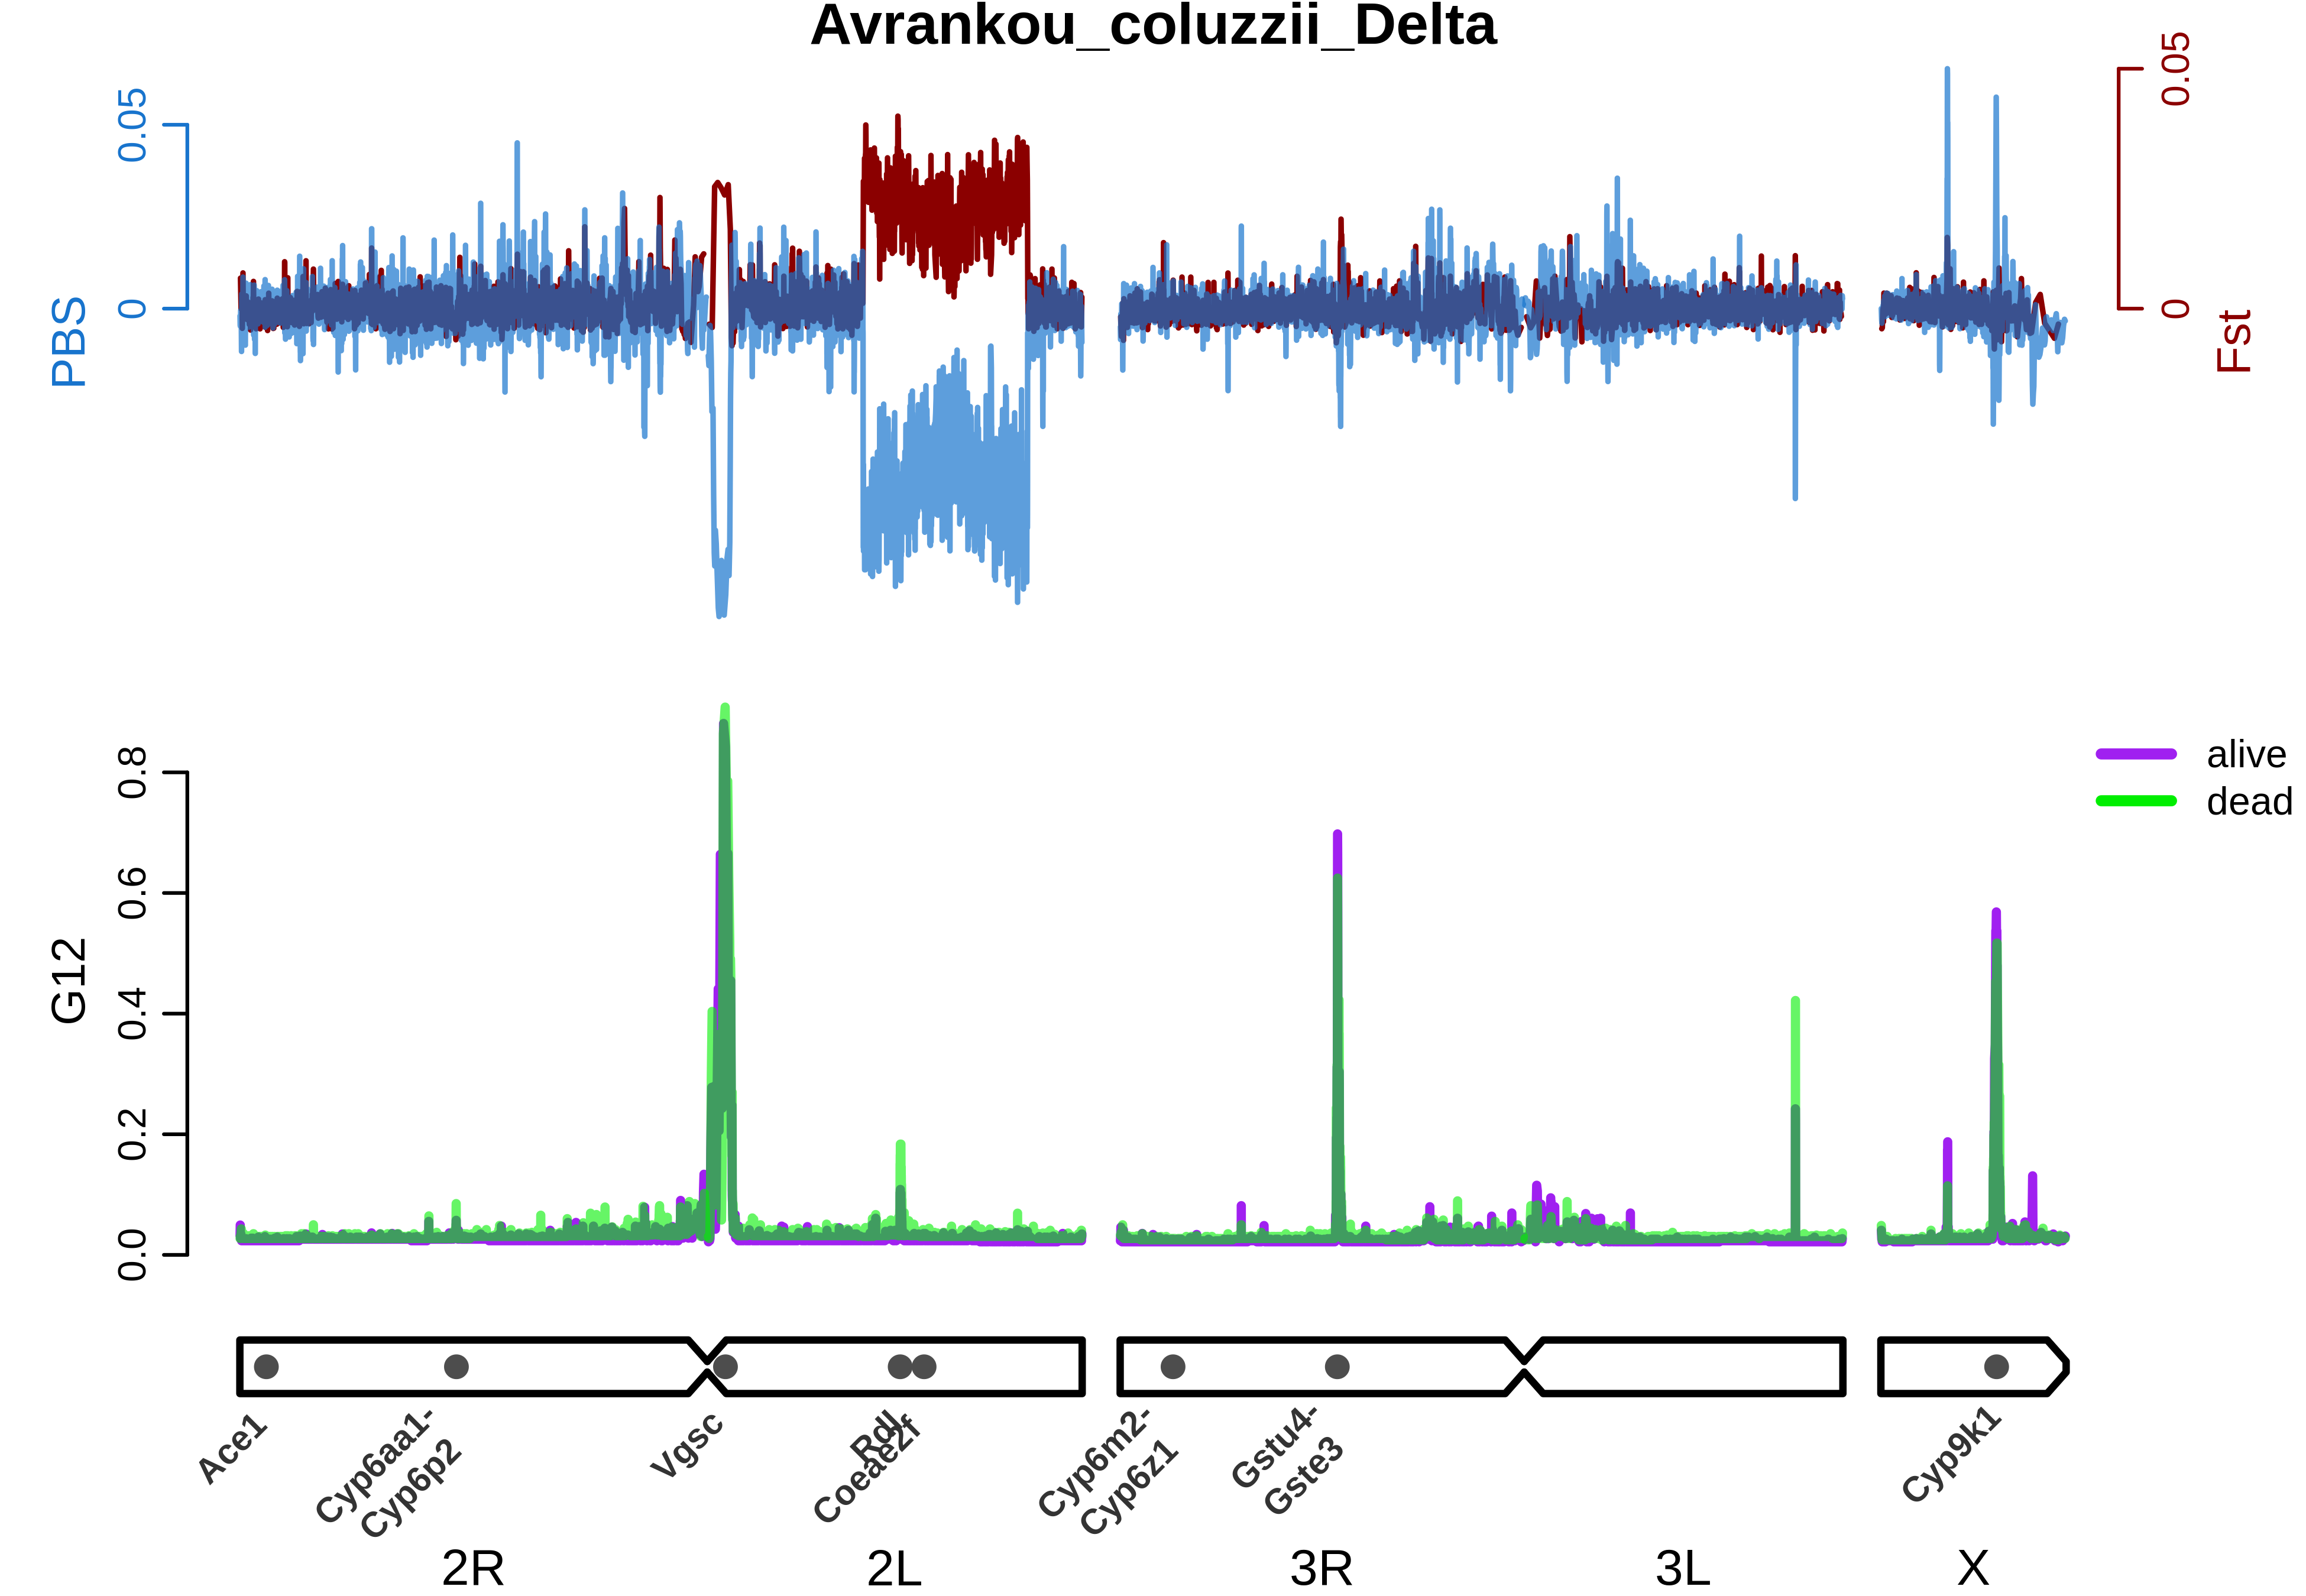 Avrankou_coluzzii_Delta
PBS
0
0.05
Fst
0
0.05
G12
0.0
0.2
0.4
0.6
0.8
alive
dead
Ace1
Cyp6aa1-
Cyp6p2
Vgsc
Rdl
Coeae2f
Cyp6m2-
Cyp6z1
Gstu4-
Gste3
Cyp9k1
2R
2L
3R
3L
X